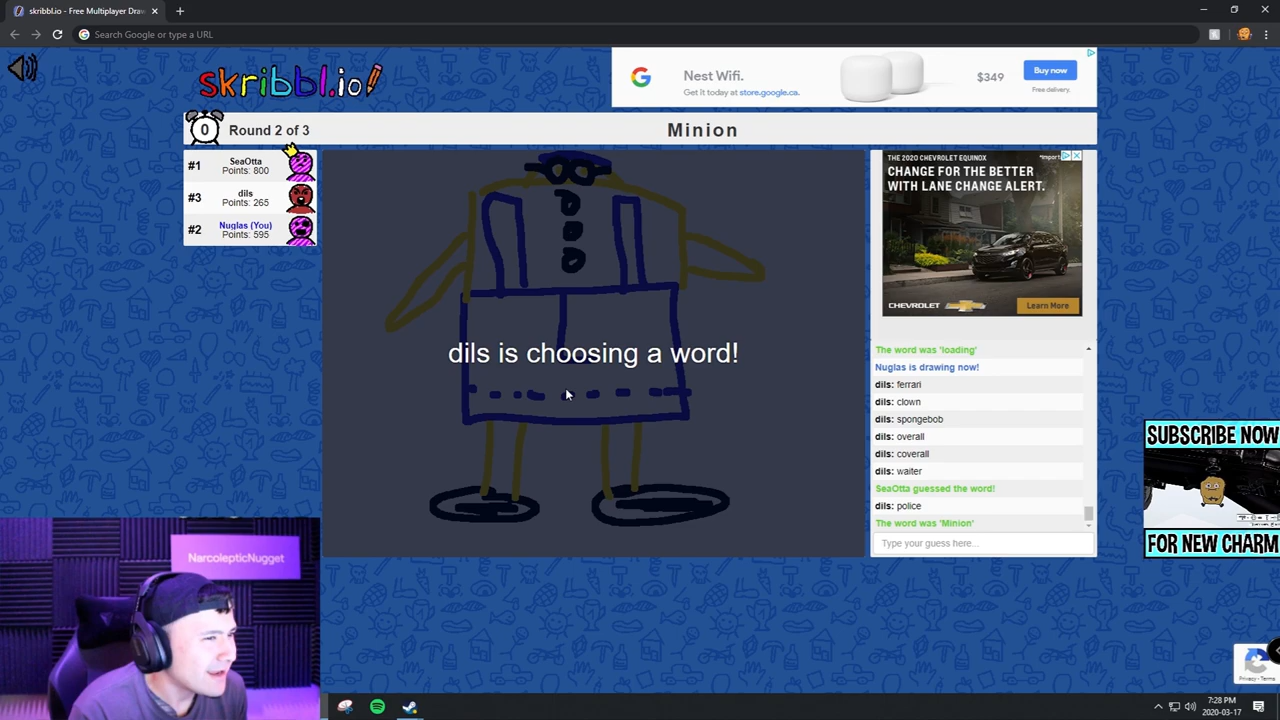 skribbl.io - Free Multiplayer Draw
Search Google or type a URL
skribbl.io
Nest Wifi.
Get it today at store.google.ca.
$349
Buy now
Free delivery.
0
Round 2 of 3
Minion
#1
SeaOtta
Points: 800
#3
dils
Points: 265
#2
Nuglas (You)
Points: 595
dils is choosing a word!
THE 2020 CHEVROLET EQUINOX
CHANGE FOR THE BETTER
WITH LANE CHANGE ALERT.
CHEVROLET
Learn More
The word was 'loading'
Nuglas is drawing now!
dils: ferrari
dils: clown
dils: spongebob
dils: overall
dils: coverall
dils: waiter
SeaOtta guessed the word!
dils: police
The word was 'Minion'
Type your guess here...
SUBSCRIBE NOW
FOR NEW CHARM
NarcolepticNugget
Privacy - Terms
7:28 PM
2020-03-17